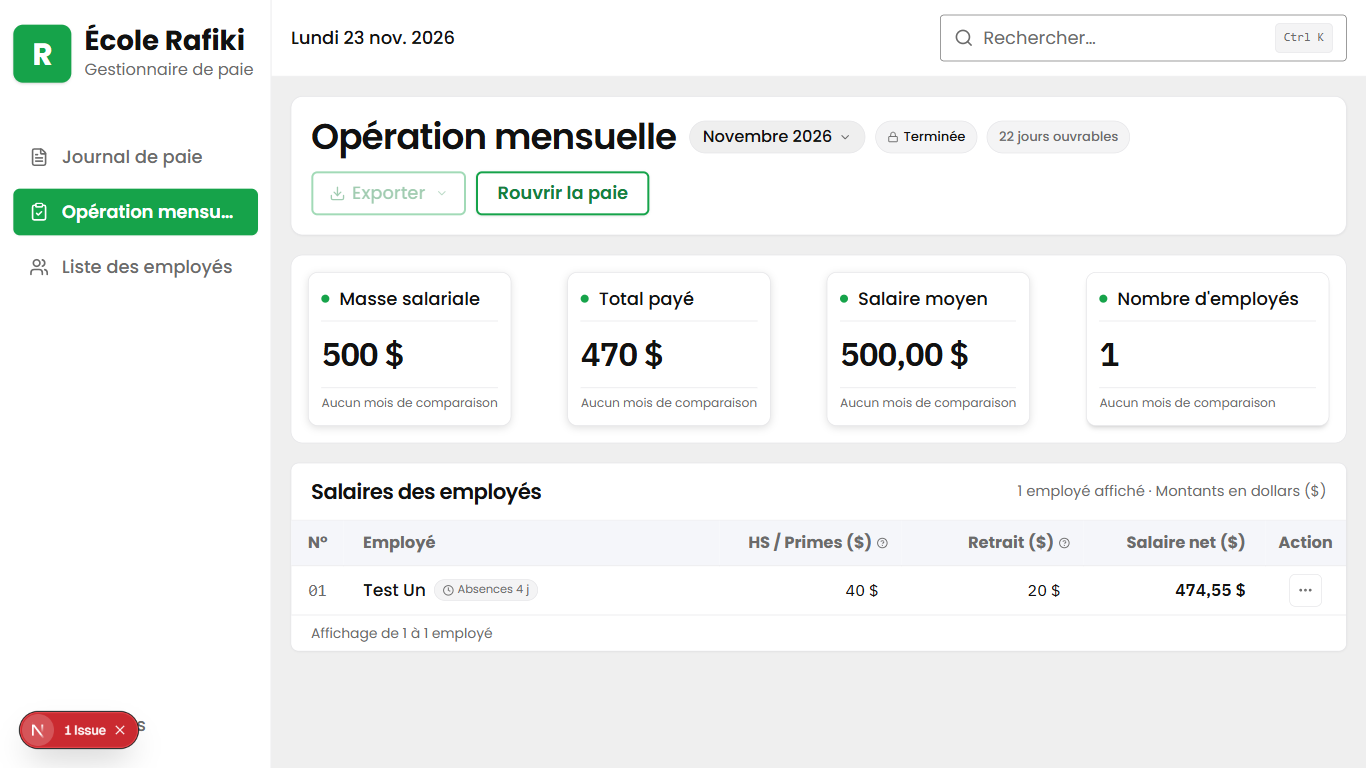 R
École Rafiki
Gestionnaire de paie
Journal de paie
Opération mensu...
Liste des employés
1 Issue
Lundi 23 nov. 2026
Rechercher...
Ctrl K
Opération mensuelle
Novembre 2026
Terminée
22 jours ouvrables
Exporter
Rouvrir la paie
Masse salariale
500 $
Aucun mois de comparaison
Total payé
470 $
Aucun mois de comparaison
Salaire moyen
500,00 $
Aucun mois de comparaison
Nombre d'employés
1
Aucun mois de comparaison
Salaires des employés
1 employé affiché · Montants en dollars ($)
N° Employé HS / Primes ($) Retrait ($) Salaire net ($) Action
01 Test Un Absences 4 j 40 $ 20 $ 474,55 $
Affichage de 1 à 1 employé